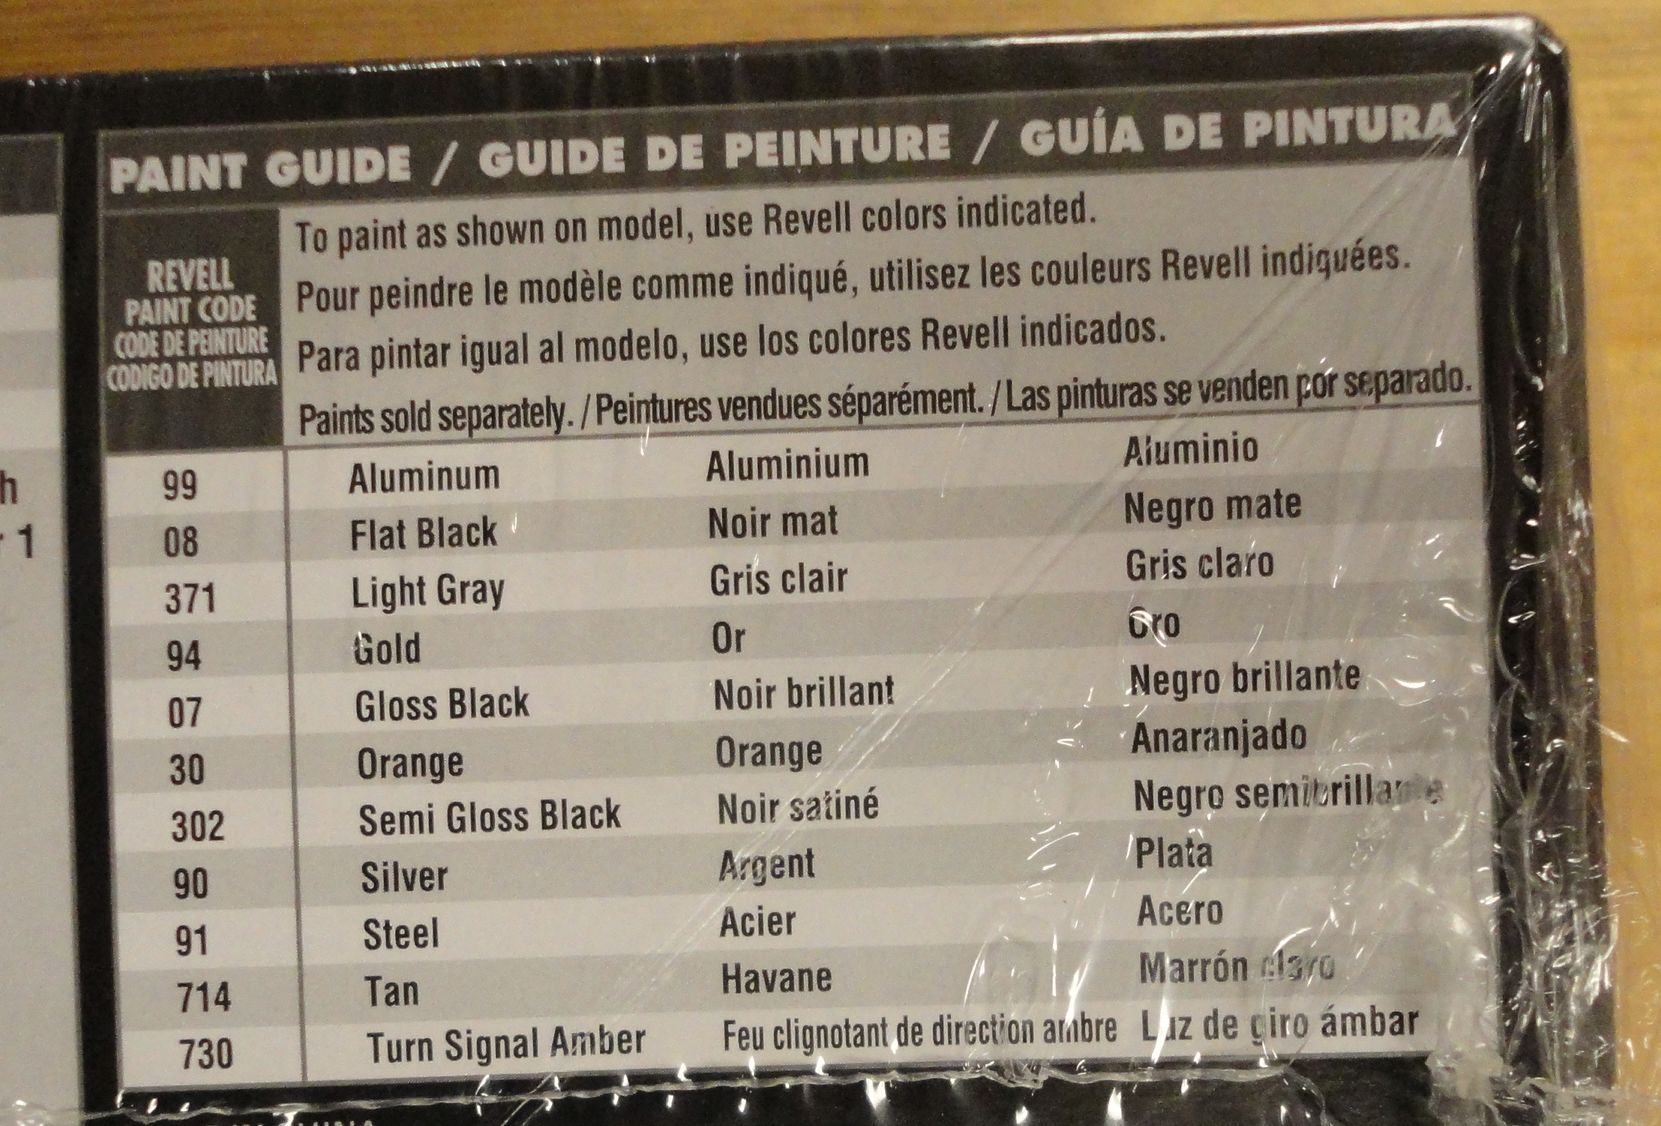 PAINT GUIDE / GUIDE DE PEINTURE / GUÍA DE PINTURA
REVELL
PAINT CODE
CODE DE PEINTURE
CODIGO DE PINTURA
To paint as shown on model, use Revell colors indicated.
Pour peindre le modèle comme indiqué, utilisez les couleurs Revell indiquées.
Para pintar igual al modelo, use los colores Revell indicados.
Paints sold separately. / Peintures vendues séparément. / Las pinturas se venden por separado.
99 Aluminum Aluminium Aluminio
08 Flat Black Noir mat Negro mate
371 Light Gray Gris clair Gris claro
94 Gold Or Oro
07 Gloss Black Noir brillant Negro brillante
30 Orange Orange Anaranjado
302 Semi Gloss Black Noir satiné Negro semibrillante
90 Silver Argent Plata
91 Steel Acier Acero
714 Tan Havane Marrón claro
730 Turn Signal Amber Feu clignotant de direction ambre Luz de giro ámbar
h
1